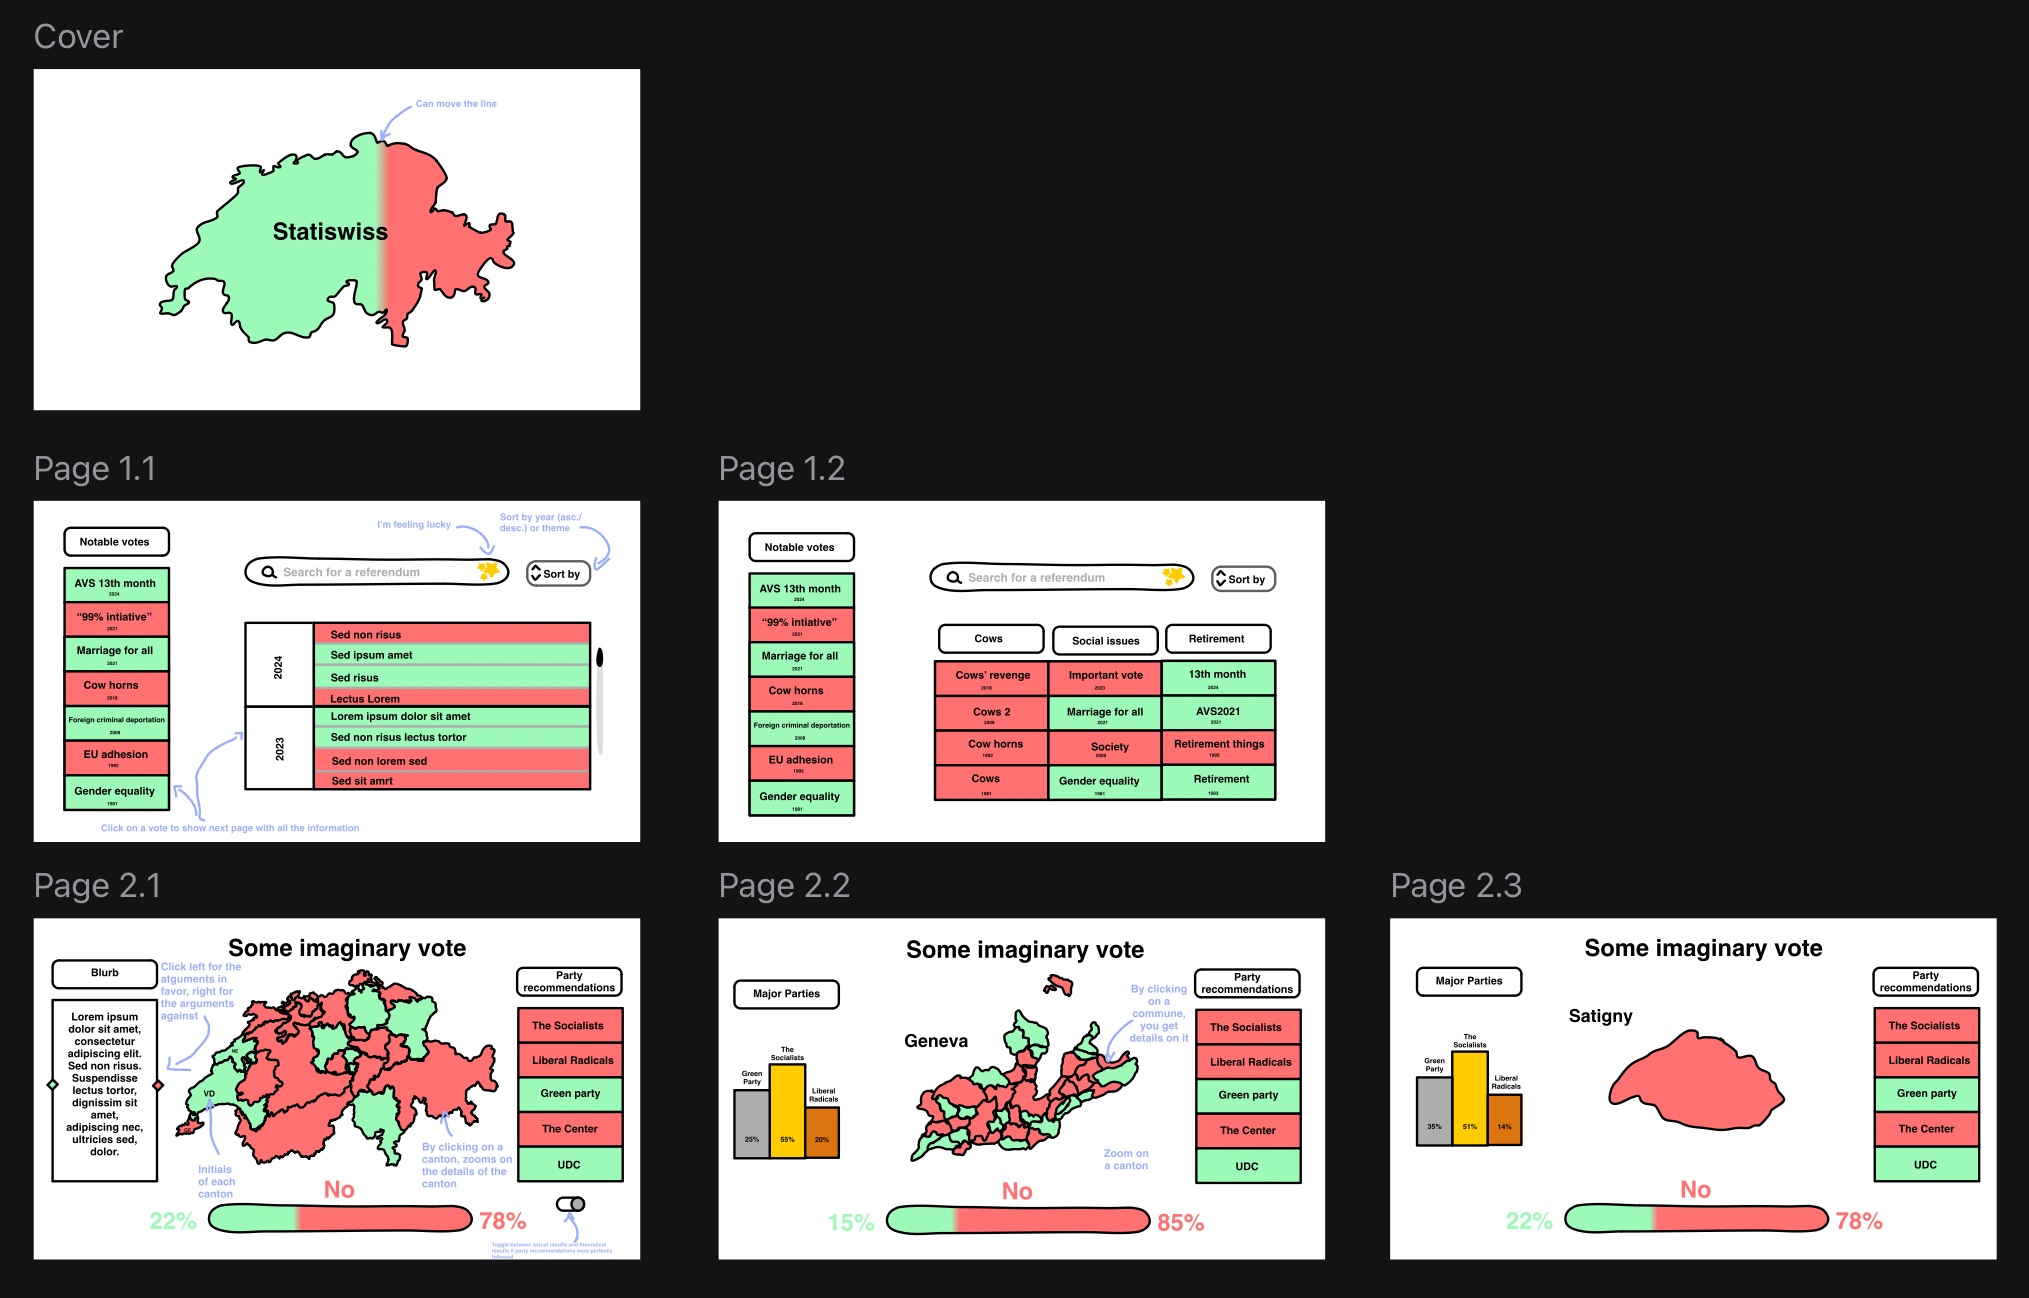 Cover
Can move the line
Statiswiss
Page 1.1
Notable votes
AVS 13th month
2024
“99% intiative”
2021
Marriage for all
2021
Cow horns
2018
Foreign criminal deportation
2008
EU adhesion
1992
Gender equality
1981
I'm feeling lucky
Sort by year (asc./
desc.) or theme
Search for a referendum
Sort by
2024
Sed non risus
Sed ipsum amet
Sed risus
Lectus Lorem
2023
Lorem ipsum dolor sit amet
Sed non risus lectus tortor
Sed non lorem sed
Sed sit amrt
Click on a vote to show next page with all the information
Page 1.2
Notable votes
AVS 13th month
2024
“99% intiative”
2021
Marriage for all
2021
Cow horns
2018
Foreign criminal deportation
2008
EU adhesion
1992
Gender equality
1981
Search for a referendum
Sort by
Cows
Social issues
Retirement
Cows' revenge
2018
Important vote
2023
13th month
2024
Cows 2
2008
Marriage for all
2021
AVS2021
2021
Cow horns
1992
Society
2000
Retirement things
1992
Cows
1981
Gender equality
1981
Retirement
1983
Page 2.1
Some imaginary vote
Blurb
Click left for the
atguments in
favor, right for
the arguments
against
Lorem ipsum
dolor sit amet,
consectetur
adipiscing elit.
Sed non risus.
Suspendisse
lectus tortor,
dignissim sit
amet,
adipiscing nec,
ultricies sed,
dolor.
NE
VD
GE
Initials
of each
canton
By clicking on a
canton, zooms on
the details of the
canton
Party
recommendations
The Socialists
Liberal Radicals
Green party
The Center
UDC
No
22%
78%
Toggle between actual results and theoretical
results if party recommendations were perfectly
followed
Page 2.2
Some imaginary vote
Major Parties
Green
Party
The
Socialists
Liberal
Radicals
25%
55%
20%
Geneva
By clicking
on a
commune,
you get
details on it
Zoom on
a canton
Party
recommendations
The Socialists
Liberal Radicals
Green party
The Center
UDC
No
15%
85%
Page 2.3
Some imaginary vote
Major Parties
Green
Party
The
Socialists
Liberal
Radicals
35%
51%
14%
Satigny
Party
recommendations
The Socialists
Liberal Radicals
Green party
The Center
UDC
No
22%
78%